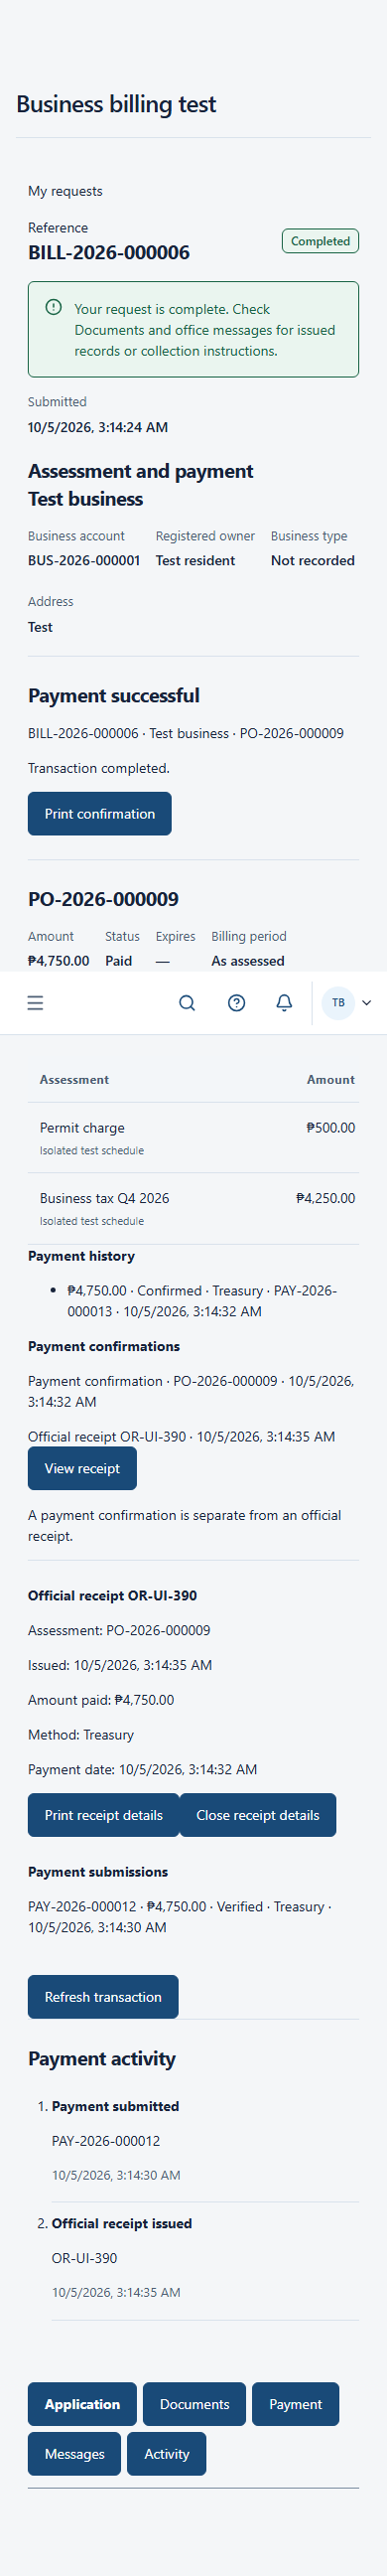 Business billing test
My requests
Reference
BILL-2026-000006
Completed
Your request is complete. Check
Documents and office messages for issued
records or collection instructions.
Submitted
10/5/2026, 3:14:24 AM
Assessment and payment
Test business
Business account Registered owner Business type
BUS-2026-000001 Test resident Not recorded
Address
Test
Payment successful
BILL-2026-000006 · Test business · PO-2026-000009
Transaction completed.
Print confirmation
PO-2026-000009
Amount Status Expires Billing period
₱4,750.00 Paid — As assessed
TB
Assessment Amount
Permit charge ₱500.00
Isolated test schedule
Business tax Q4 2026 ₱4,250.00
Isolated test schedule
Payment history
• ₱4,750.00 · Confirmed · Treasury · PAY-2026-
000013 · 10/5/2026, 3:14:32 AM
Payment confirmations
Payment confirmation · PO-2026-000009 · 10/5/2026,
3:14:32 AM
Official receipt OR-UI-390 · 10/5/2026, 3:14:35 AM
View receipt
A payment confirmation is separate from an official
receipt.
Official receipt OR-UI-390
Assessment: PO-2026-000009
Issued: 10/5/2026, 3:14:35 AM
Amount paid: ₱4,750.00
Method: Treasury
Payment date: 10/5/2026, 3:14:32 AM
Print receipt details Close receipt details
Payment submissions
PAY-2026-000012 · ₱4,750.00 · Verified · Treasury ·
10/5/2026, 3:14:30 AM
Refresh transaction
Payment activity
1. Payment submitted
PAY-2026-000012
10/5/2026, 3:14:30 AM
2. Official receipt issued
OR-UI-390
10/5/2026, 3:14:35 AM
Application Documents Payment
Messages Activity